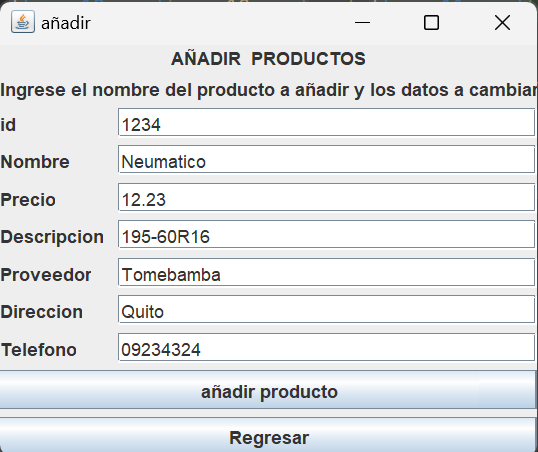 añadir
AÑADIR PRODUCTOS
Ingrese el nombre del producto a añadir y los datos a cambiar
id 1234
Nombre Neumatico
Precio 12.23
Descripcion 195-60R16
Proveedor Tomebamba
Direccion Quito
Telefono 09234324
añadir producto
Regresar